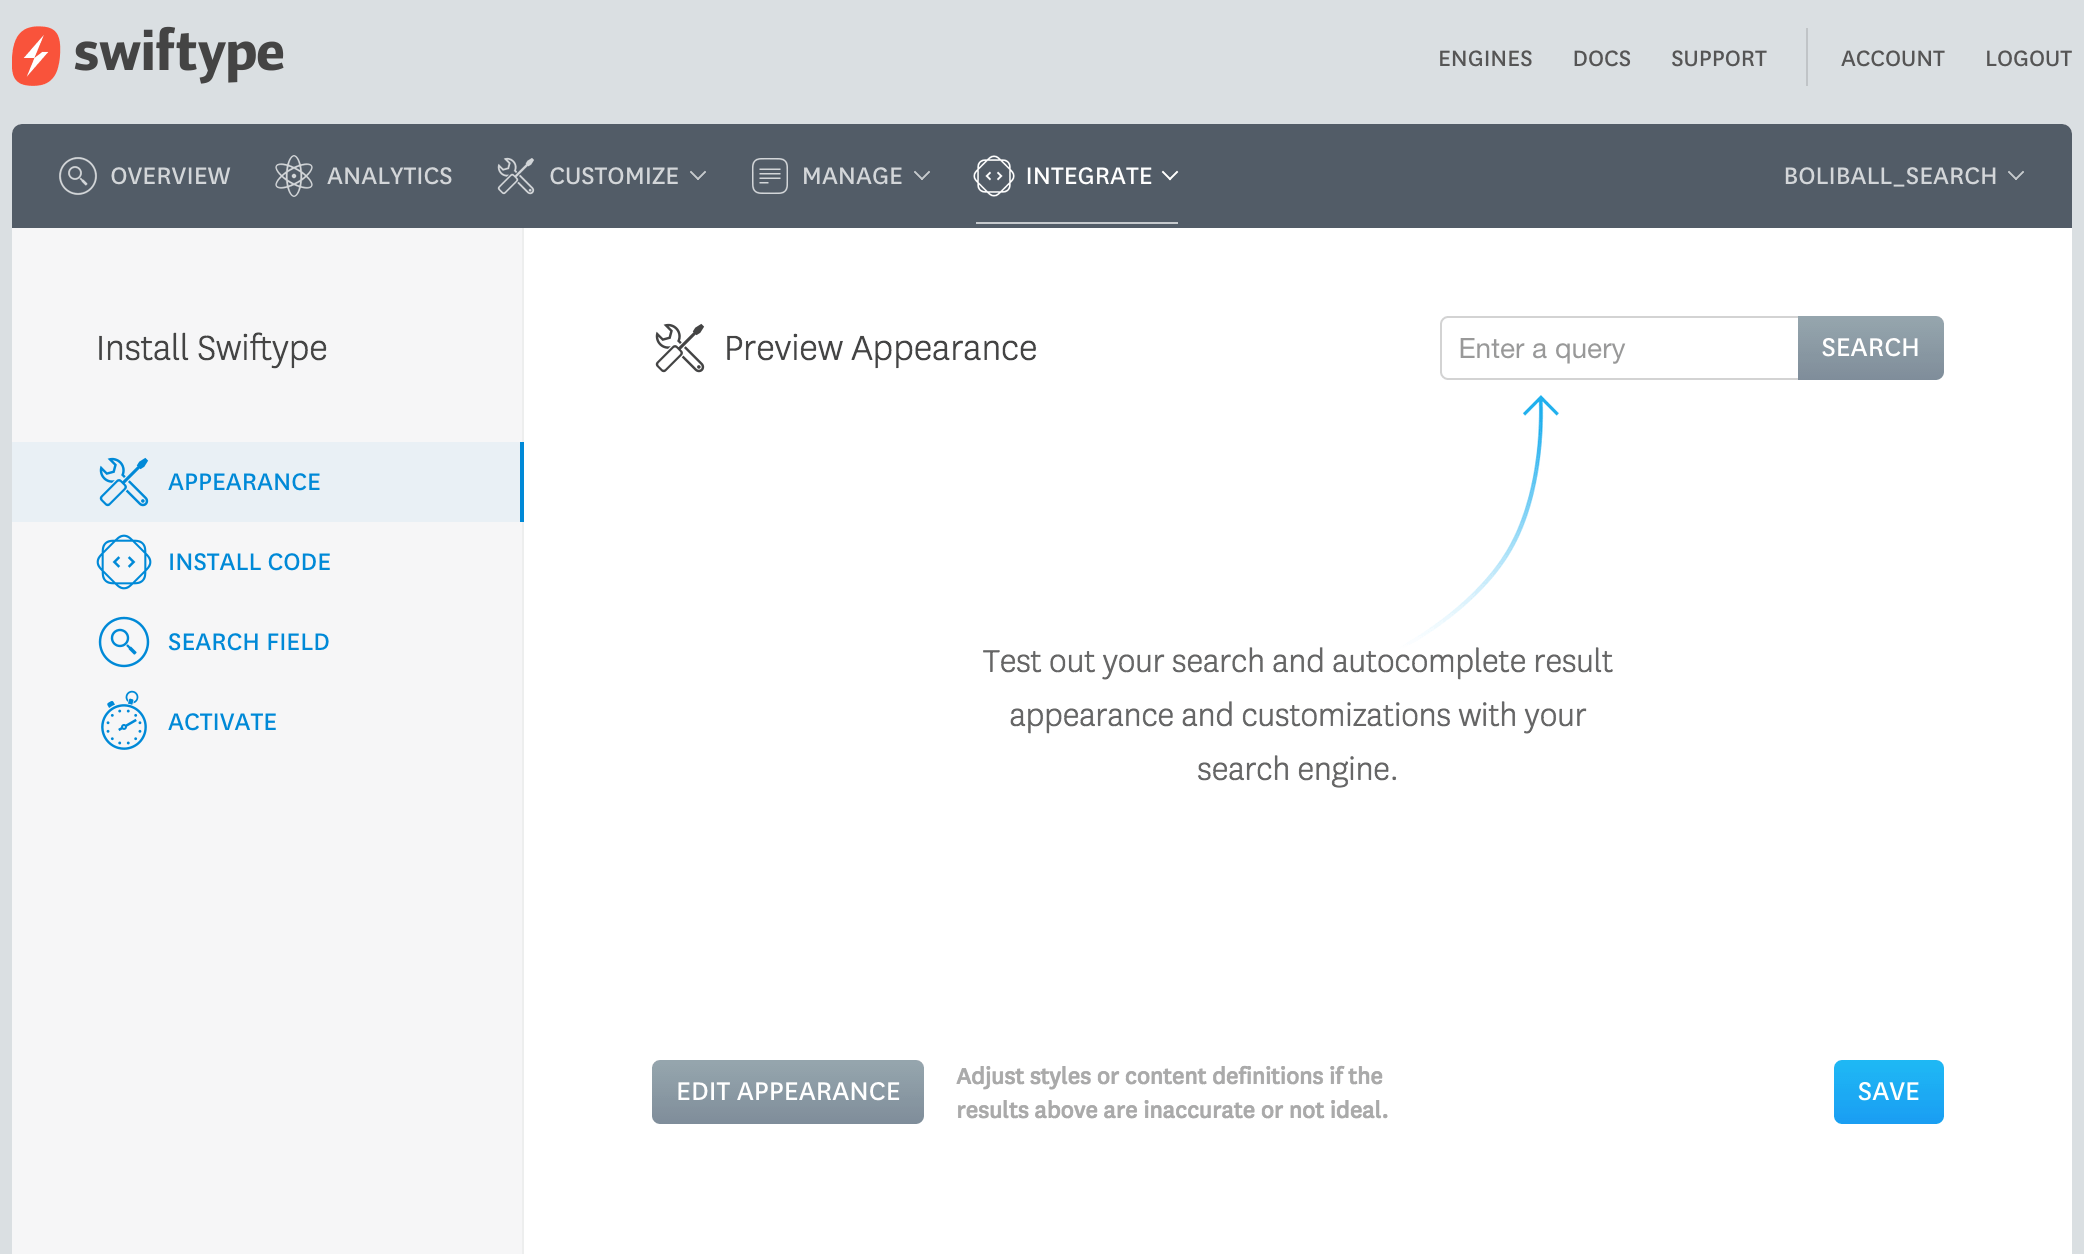 swiftype
ENGINES DOCS SUPPORT ACCOUNT LOGOUT
OVERVIEW ANALYTICS CUSTOMIZE MANAGE INTEGRATE BOLIBALL_SEARCH
Install Swiftype
APPEARANCE
INSTALL CODE
SEARCH FIELD
ACTIVATE
Preview Appearance
Enter a query SEARCH
Test out your search and autocomplete result
appearance and customizations with your
search engine.
EDIT APPEARANCE
Adjust styles or content definitions if the
results above are inaccurate or not ideal.
SAVE